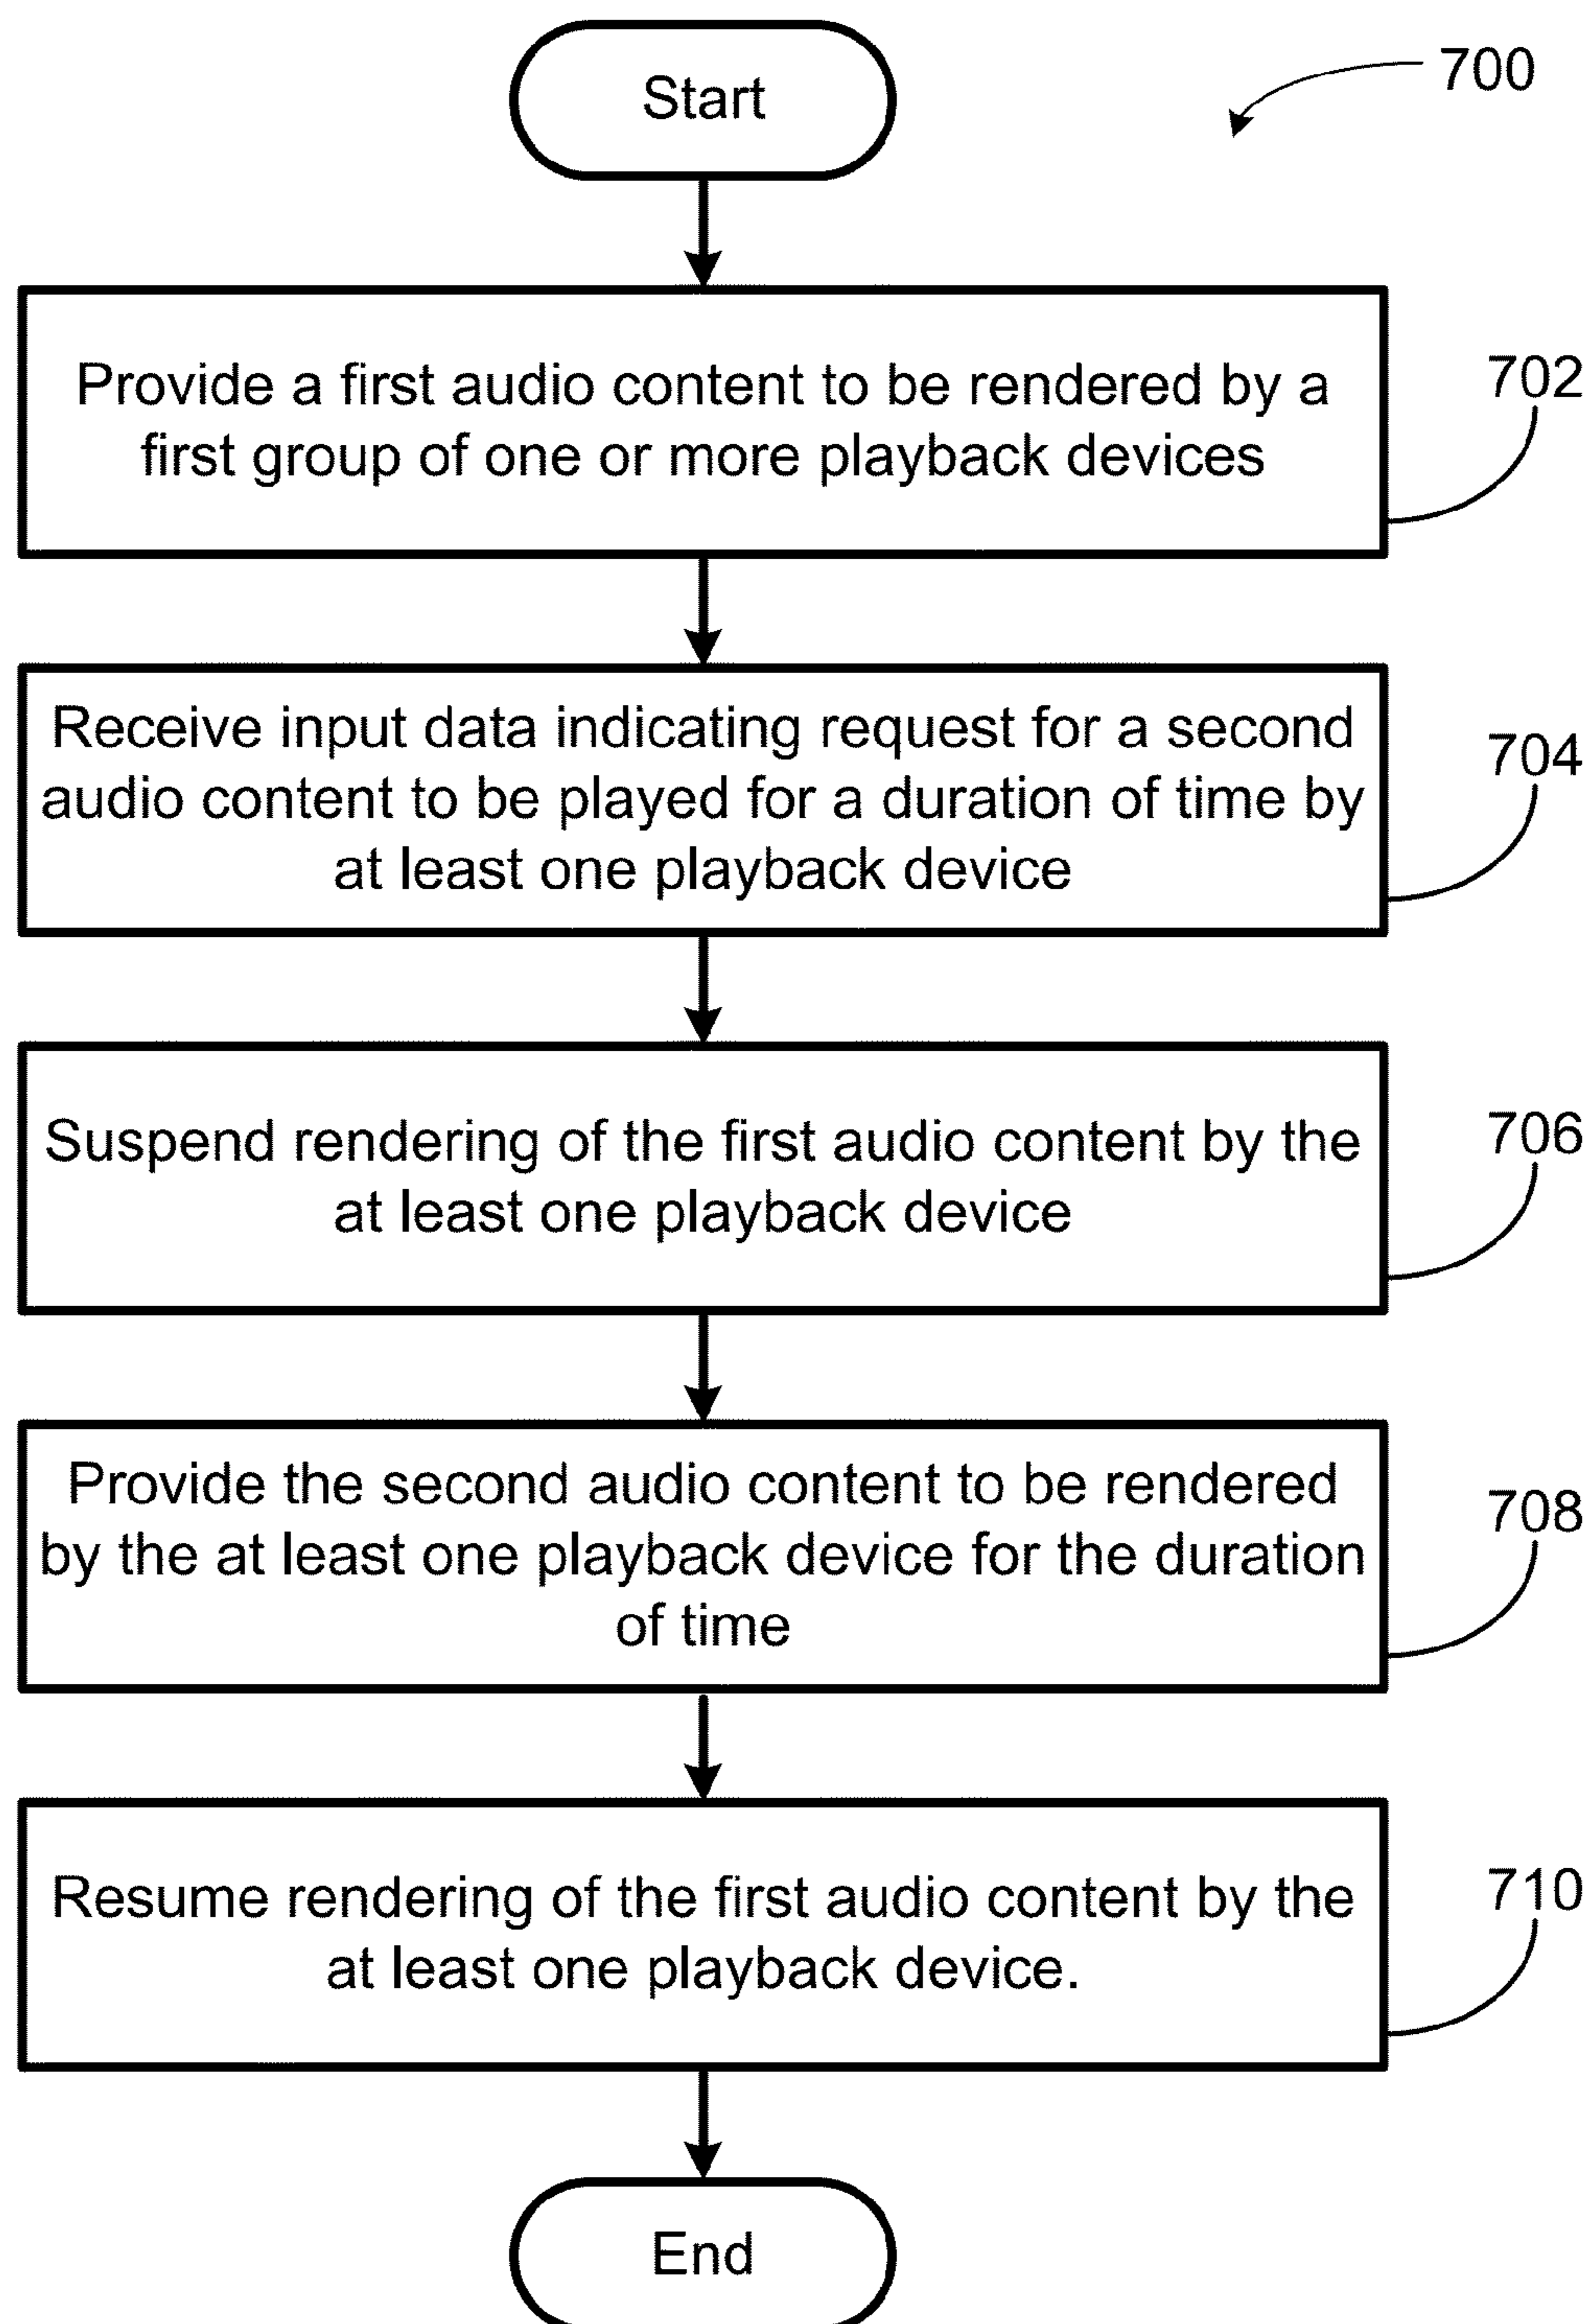 Start
700
Provide a first audio content to be rendered by a
first group of one or more playback devices
702
Receive input data indicating request for a second
audio content to be played for a duration of time by
at least one playback device
704
Suspend rendering of the first audio content by the
at least one playback device
706
Provide the second audio content to be rendered
by the at least one playback device for the duration
of time
708
Resume rendering of the first audio content by the
at least one playback device.
710
End